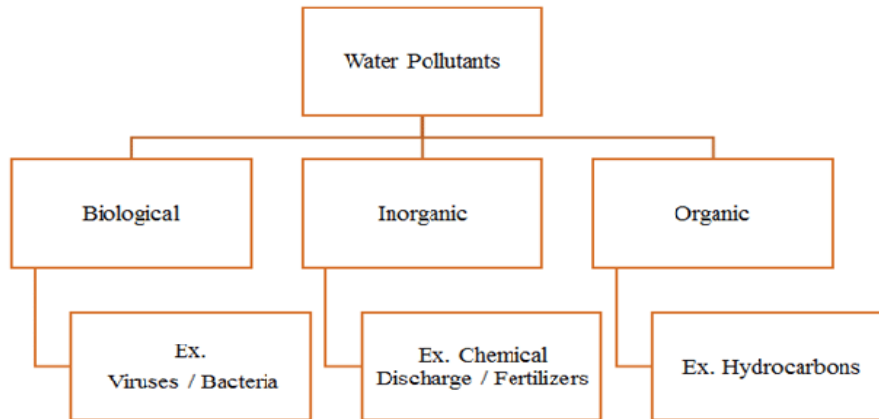 Water Pollutants
Biological
Inorganic
Organic
Ex.
Viruses / Bacteria
Ex. Chemical
Discharge / Fertilizers
Ex. Hydrocarbons